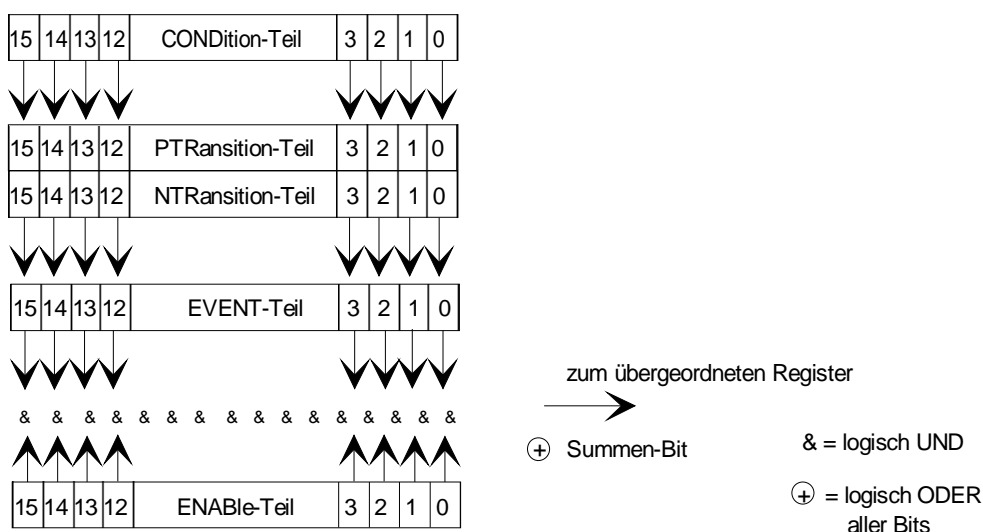 15 14 13 12 CONDition-Teil 3 2 1 0
15 14 13 12 PTRansition-Teil 3 2 1 0
15 14 13 12 NTRansition-Teil 3 2 1 0
15 14 13 12 EVENT-Teil 3 2 1 0
zum übergeordneten Register
& & & & & & & & & & & & & & & &
+ Summen-Bit
& = logisch UND
15 14 13 12 ENABle-Teil 3 2 1 0
+ = logisch ODER
aller Bits